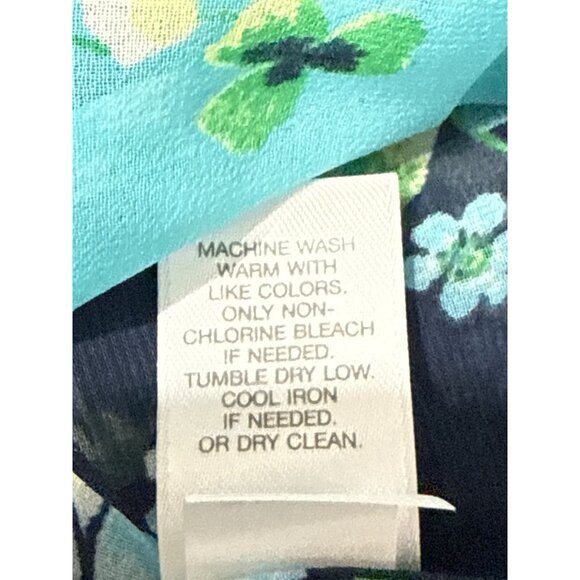 MACHINE WASH
WARM WITH
LIKE COLORS.
ONLY NON-
CHLORINE BLEACH
IF NEEDED.
TUMBLE DRY LOW.
COOL IRON
IF NEEDED.
OR DRY CLEAN.